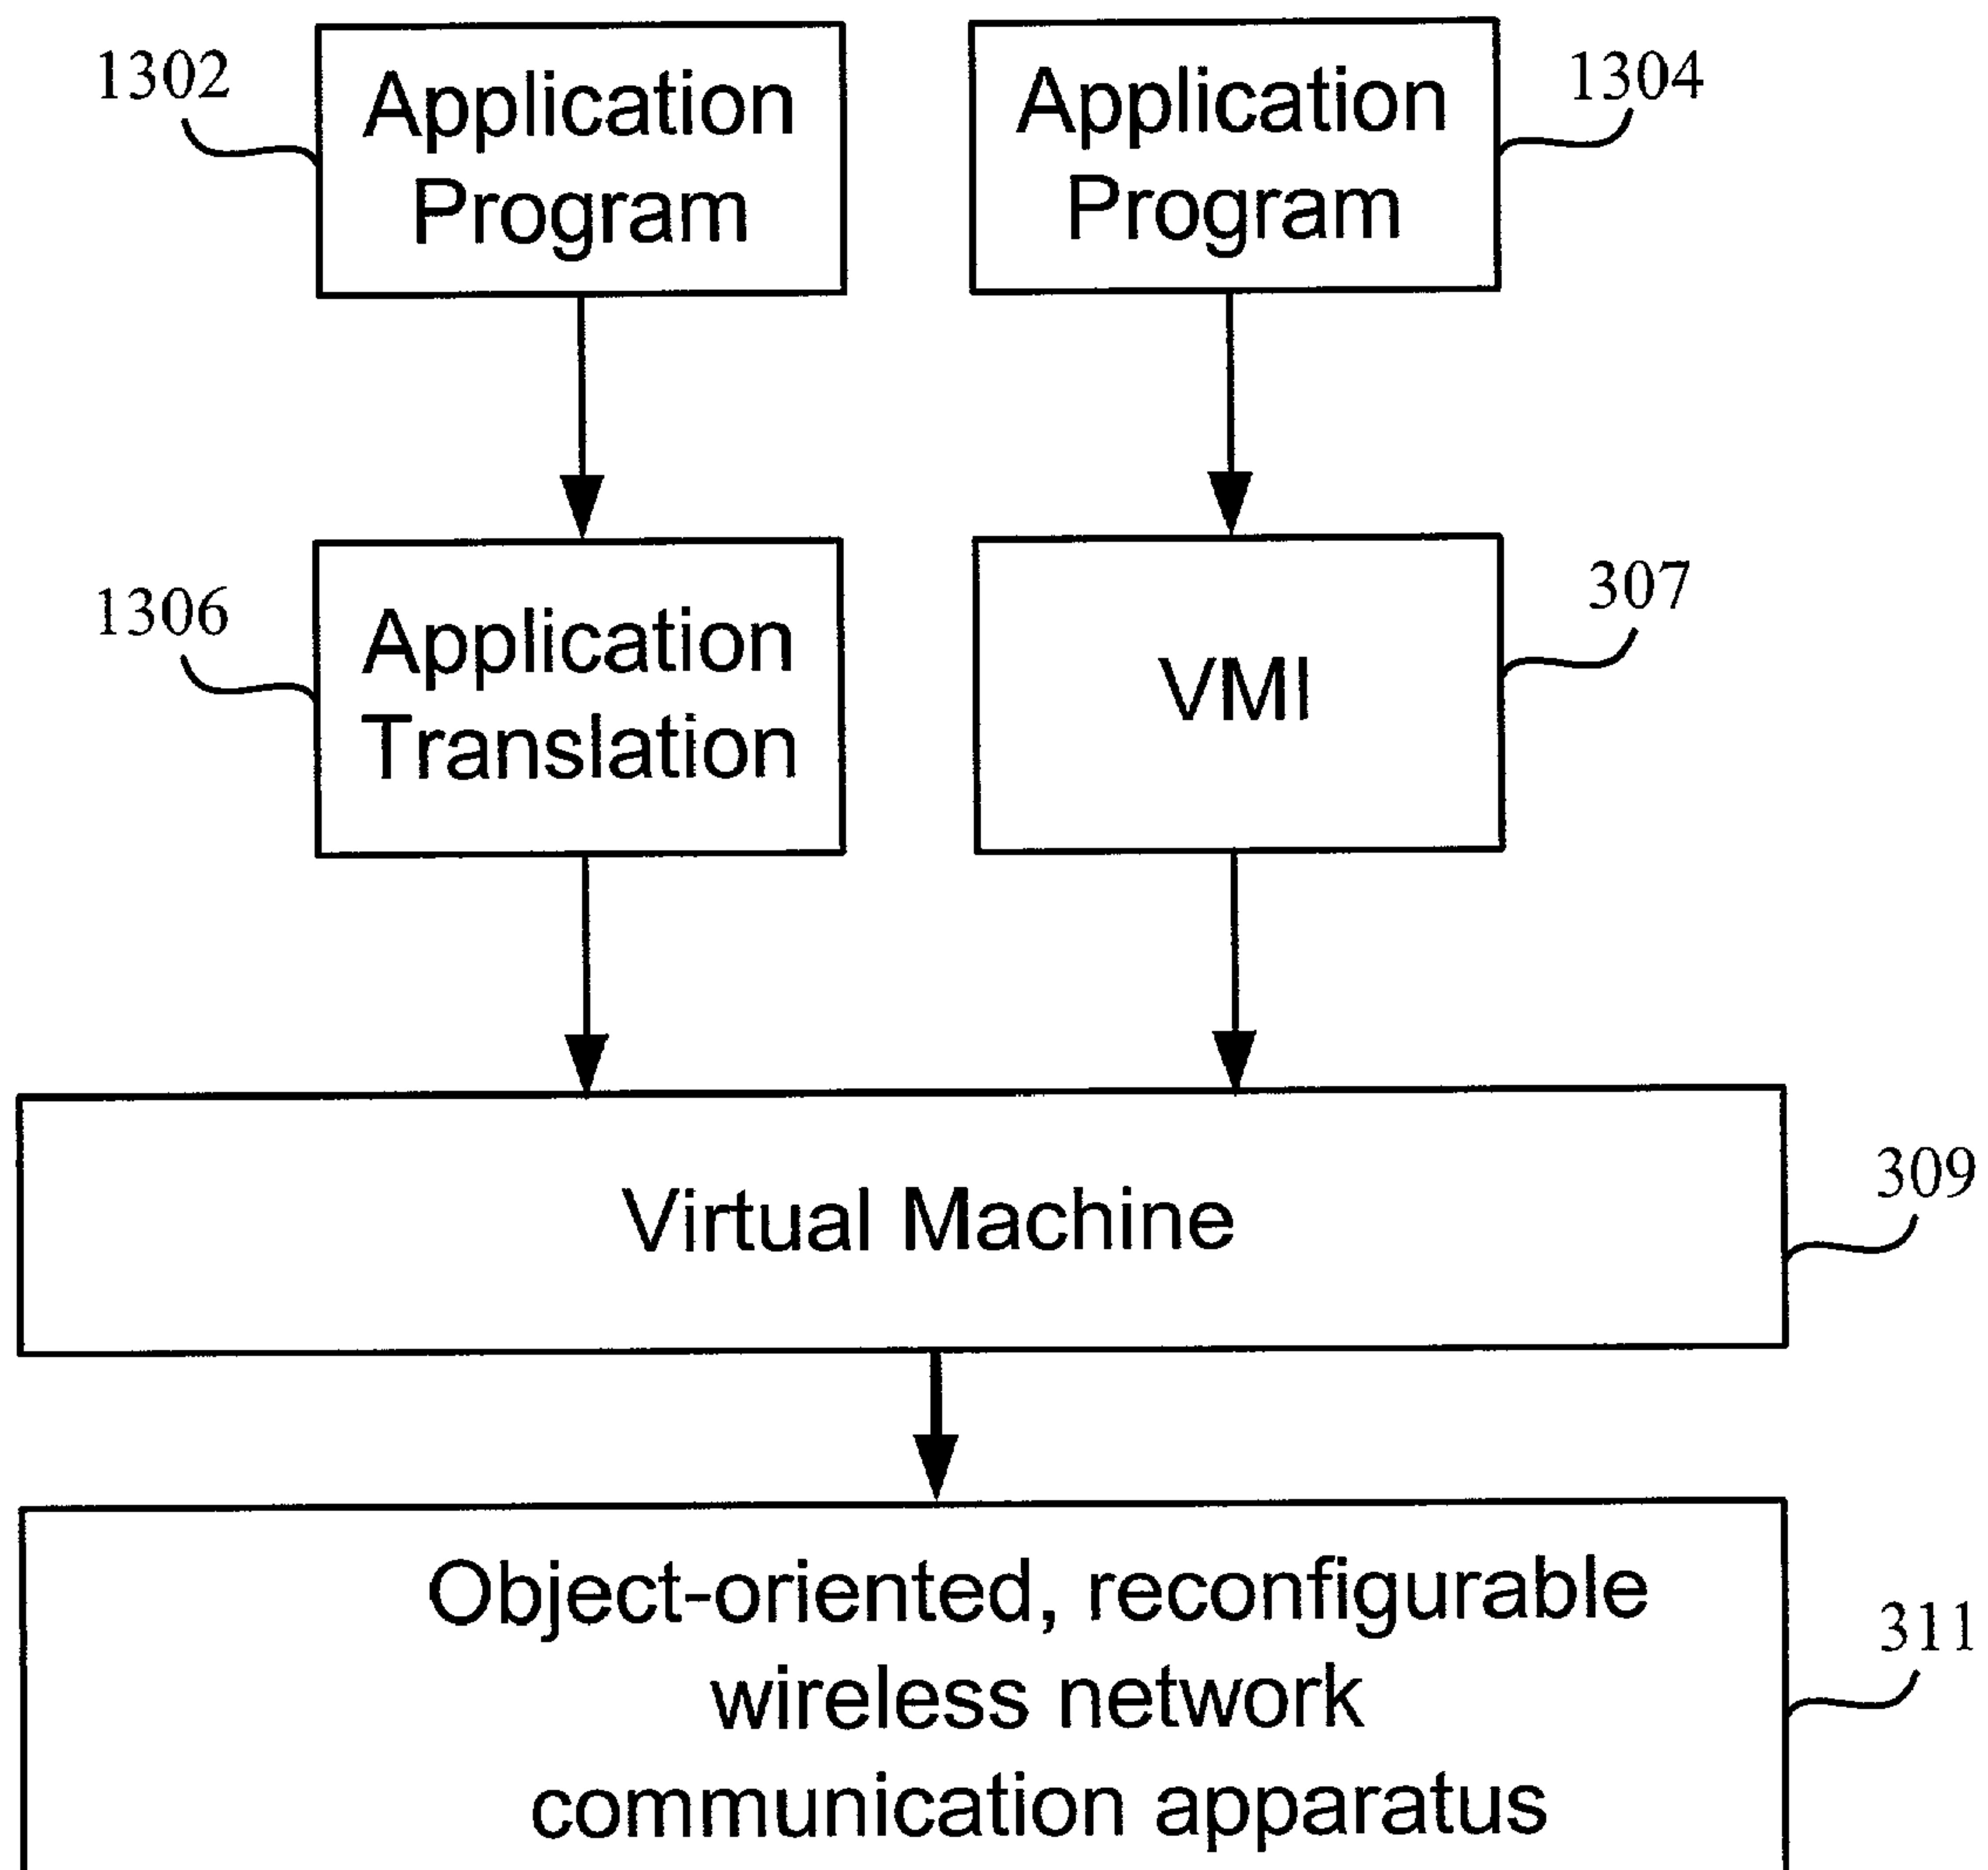 1302
Application
Program
Application
Program
1304
1306
Application
Translation
VMI
307
Virtual Machine
309
Object-oriented, reconfigurable
wireless network
communication apparatus
311